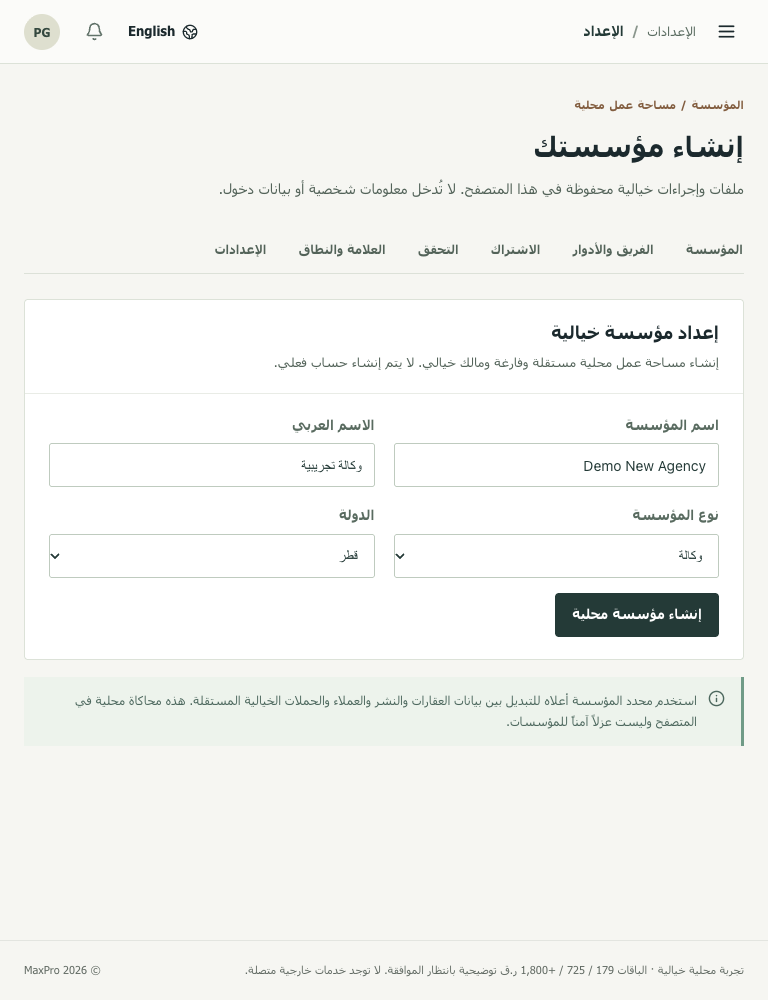 الإعدادات / الإعداد
English
PG
المؤسسة / مساحة عمل محلية
إنشاء مؤسستك
ملفات وإجراءات خيالية محفوظة في هذا المتصفح. لا تُدخل معلومات شخصية أو بيانات دخول.
المؤسسة
الفريق والأدوار
الاشتراك
التحقق
العلامة والنطاق
الإعدادات
إعداد مؤسسة خيالية
إنشاء مساحة عمل محلية مستقلة وفارغة ومالك خيالي. لا يتم إنشاء حساب فعلي.
اسم المؤسسة
الاسم العربي
Demo New Agency
وكالة تجريبية
نوع المؤسسة
الدولة
وكالة
قطر
إنشاء مؤسسة محلية
استخدم محدد المؤسسة أعلاه للتبديل بين بيانات العقارات والنشر والعملاء والحملات الخيالية المستقلة. هذه محاكاة محلية في
المتصفح وليست عزلاً آمناً للمؤسسات.
تجربة محلية خيالية · الباقات 179 / 725 / 1,800+ ر.ق توضيحية بانتظار الموافقة. لا توجد خدمات خارجية متصلة.
© 2026 MaxPro